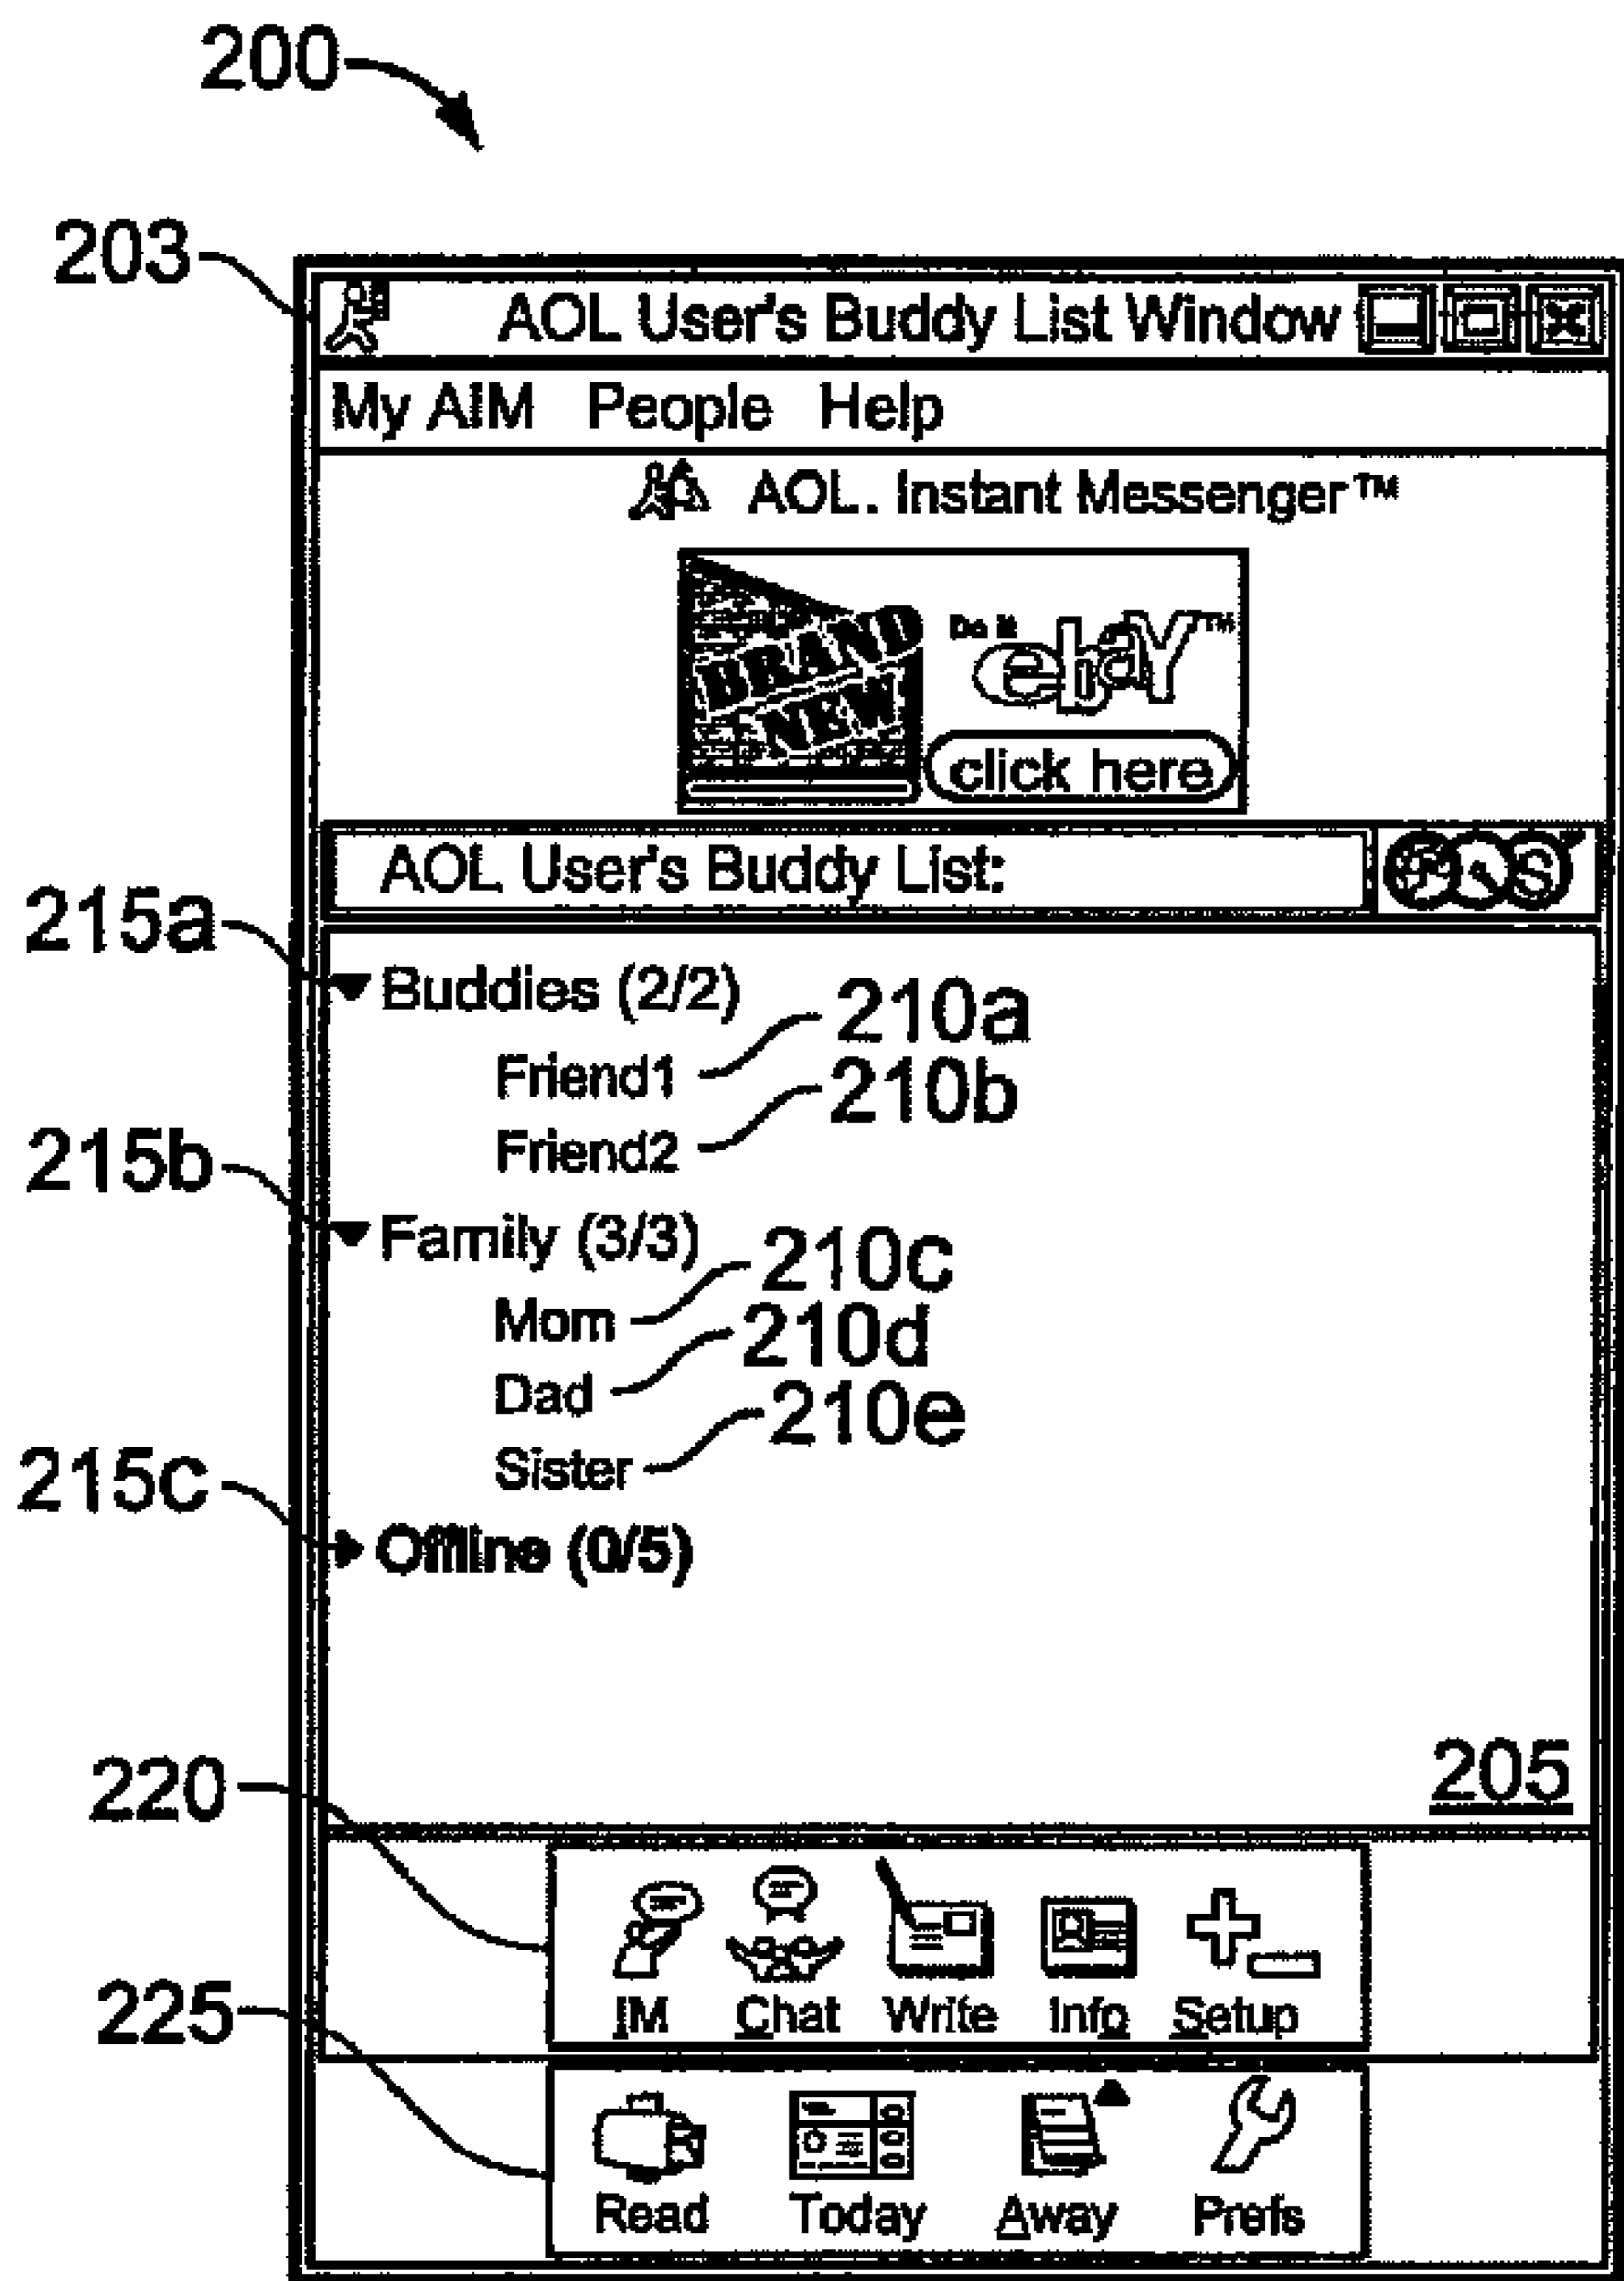 200
203
AOL User's Buddy List Window
My AIM People Help
AOL. Instant Messenger™
BRAND
NEW
Do it
ebay™
click here
AOL User's Buddy List:
215a
Buddies (2/2)
210a
Friend1
210b
Friend2
215b
Family (3/3)
210c
Mom
210d
Dad
210e
Sister
215c
Offline (0/5)
205
220
IM Chat Write Info Setup
225
Read Today Away Prefs